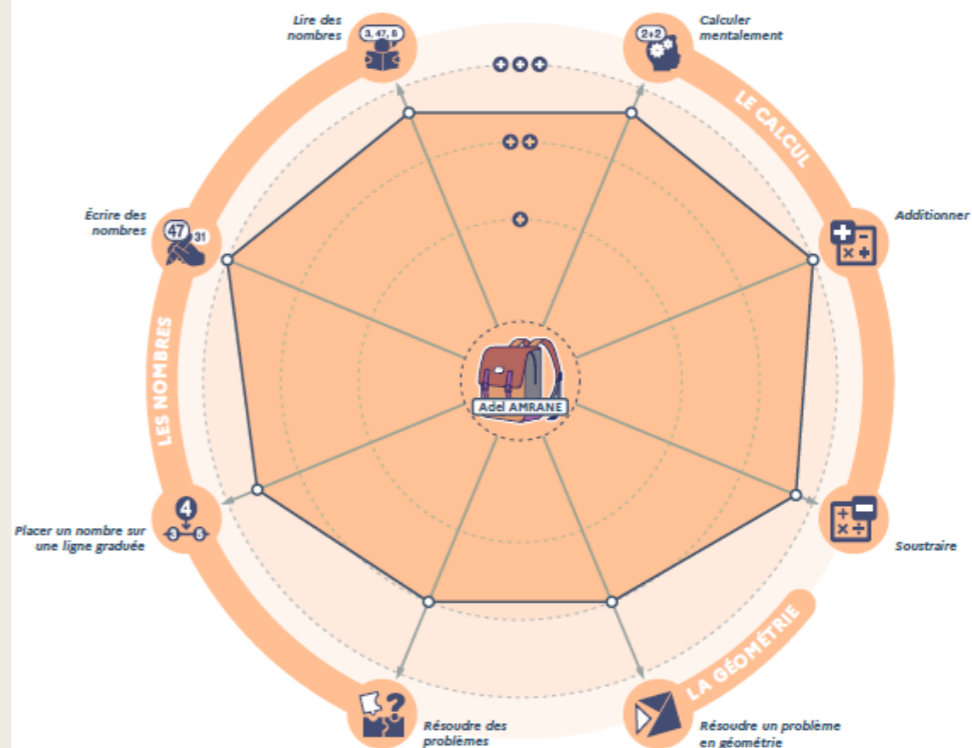 Lire des
nombres
3, 47, 8
2+2
Calculer
mentalement
LE CALCUL
Écrire des
nombres
47
31
Additionner
LES NOMBRES
Adel AMRANE
4
3
5
Placer un nombre sur
une ligne graduée
Soustraire
LA GÉOMÉTRIE
Résoudre des
problèmes
Résoudre un problème
en géométrie